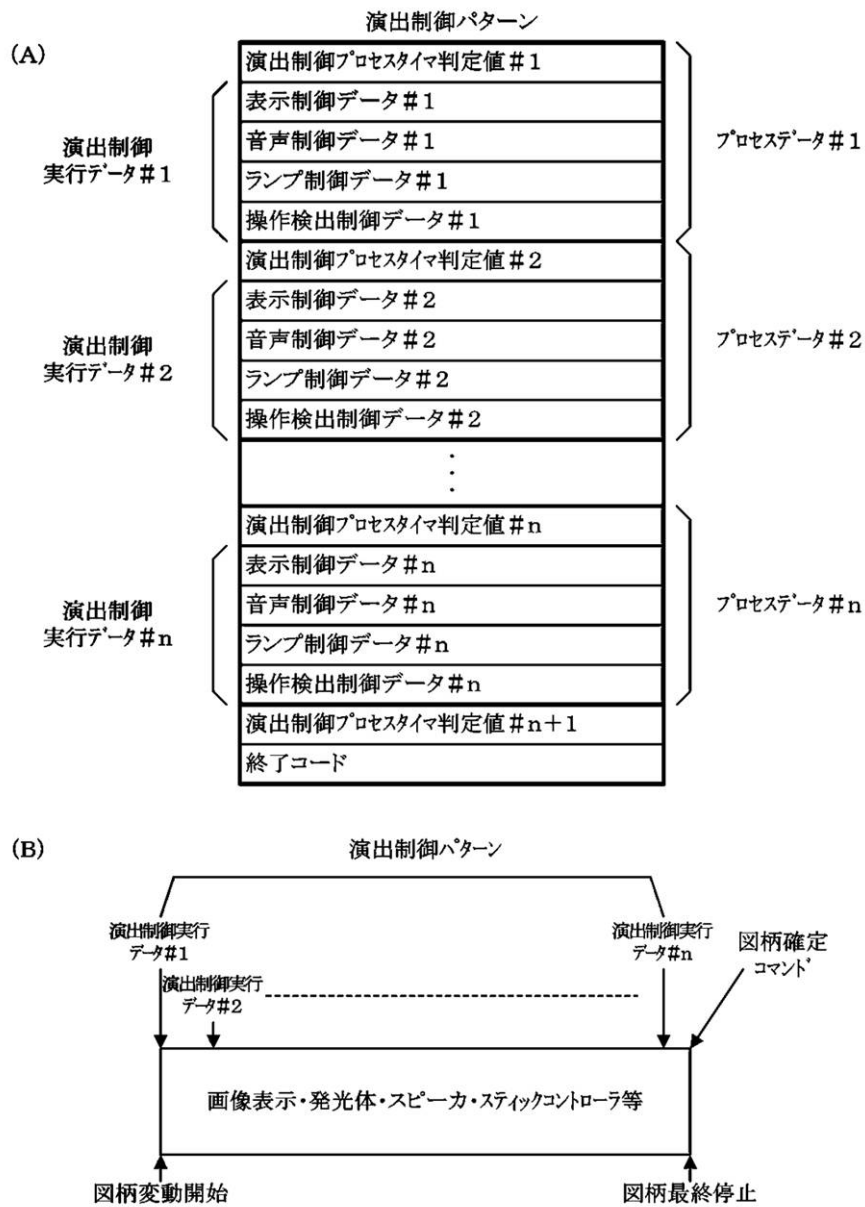 演出制御パターン
(A)
演出制御プロセスタイマ判定値#1
表示制御データ#1
音声制御データ#1
ランプ制御データ#1
操作検出制御データ#1
演出制御
実行データ#1
プロセスデータ#1
演出制御プロセスタイマ判定値#2
表示制御データ#2
音声制御データ#2
ランプ制御データ#2
操作検出制御データ#2
演出制御
実行データ#2
プロセスデータ#2
・
・
・
演出制御プロセスタイマ判定値#n
表示制御データ#n
音声制御データ#n
ランプ制御データ#n
操作検出制御データ#n
演出制御
実行データ#n
プロセスデータ#n
演出制御プロセスタイマ判定値#n+1
終了コード
(B)
演出制御パターン
演出制御実行
データ#1
演出制御実行
データ#2
演出制御実行
データ#n
図柄確定
コマンド
画像表示・発光体・スピーカ・スティックコントローラ等
図柄変動開始
図柄最終停止